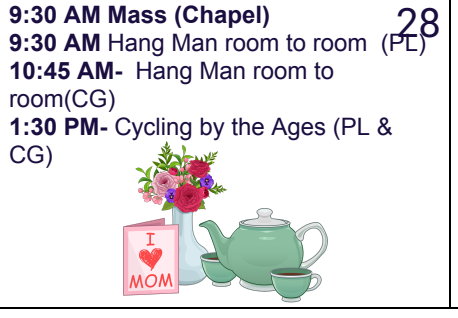 9:30 AM Mass (Chapel)
28
9:30 AM Hang Man room to room (PL)
10:45 AM- Hang Man room to
room(CG)
1:30 PM- Cycling by the Ages (PL &
CG)
I
MOM